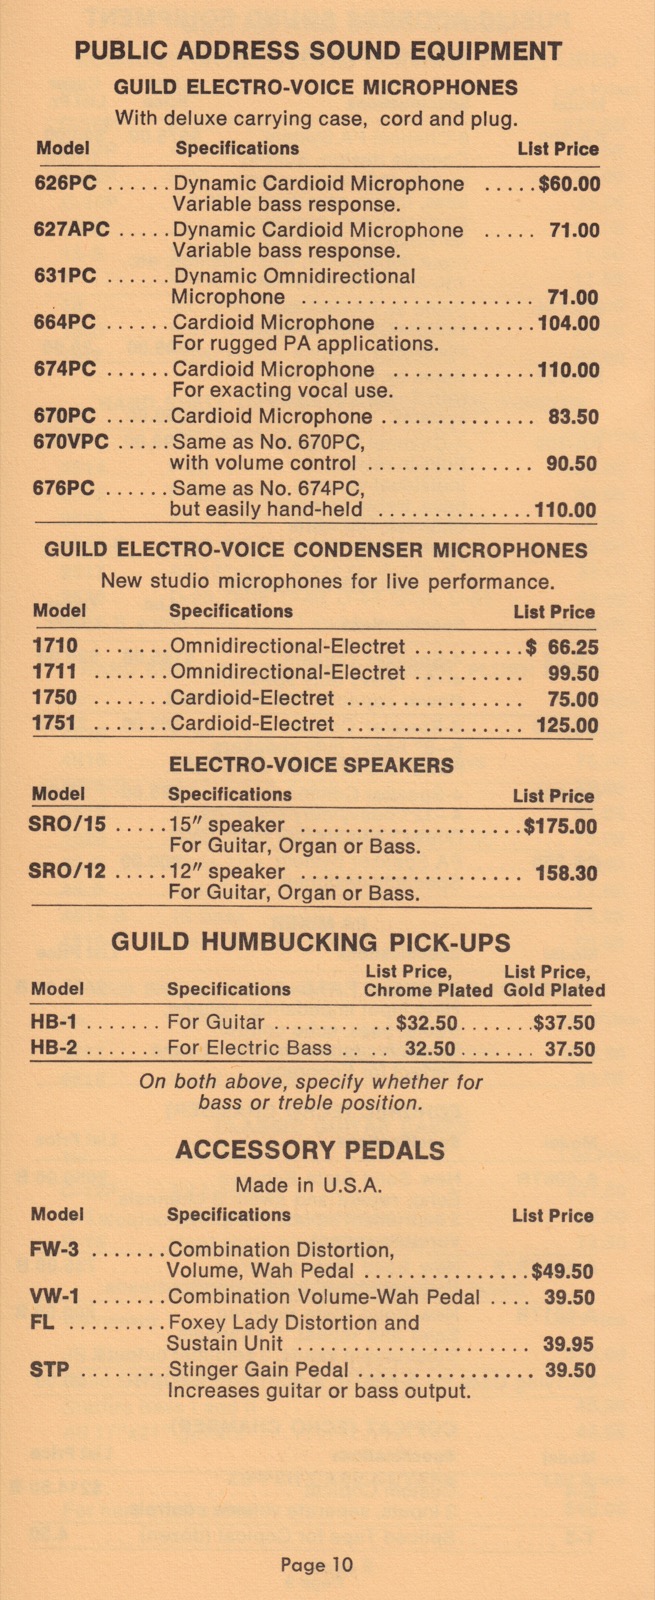 PUBLIC ADDRESS SOUND EQUIPMENT
GUILD ELECTRO-VOICE MICROPHONES
With deluxe carrying case, cord and plug.
Model Specifications List Price
626PC ...... Dynamic Cardioid Microphone ..... $60.00
Variable bass response.
627APC ..... Dynamic Cardioid Microphone ..... 71.00
Variable bass response.
631PC ...... Dynamic Omnidirectional
Microphone ...................... 71.00
664PC ...... Cardioid Microphone ............. 104.00
For rugged PA applications.
674PC ...... Cardioid Microphone ............. 110.00
For exacting vocal use.
670PC ...... Cardioid Microphone .............. 83.50
670VPC ..... Same as No. 670PC,
with volume control ............... 90.50
676PC ...... Same as No. 674PC,
but easily hand-held .............. 110.00
GUILD ELECTRO-VOICE CONDENSER MICROPHONES
New studio microphones for live performance.
Model Specifications List Price
1710 ....... Omnidirectional-Electret .......... $ 66.25
1711 ....... Omnidirectional-Electret .......... 99.50
1750 ....... Cardioid-Electret ................ 75.00
1751 ....... Cardioid-Electret ................ 125.00
ELECTRO-VOICE SPEAKERS
Model Specifications List Price
SRO/15 ..... 15″ speaker ..................... $175.00
For Guitar, Organ or Bass.
SRO/12 ..... 12″ speaker ..................... 158.30
For Guitar, Organ or Bass.
GUILD HUMBUCKING PICK-UPS
List Price, List Price,
Model Specifications Chrome Plated Gold Plated
HB-1 ....... For Guitar .......... $32.50 ....... $37.50
HB-2 ....... For Electric Bass .... 32.50 ....... 37.50
On both above, specify whether for
bass or treble position.
ACCESSORY PEDALS
Made in U.S.A.
Model Specifications List Price
FW-3 ....... Combination Distortion,
Volume, Wah Pedal ............... $49.50
VW-1 ....... Combination Volume-Wah Pedal .... 39.50
FL ......... Foxey Lady Distortion and
Sustain Unit ...................... 39.95
STP ........ Stinger Gain Pedal ................ 39.50
Increases guitar or bass output.
Page 10